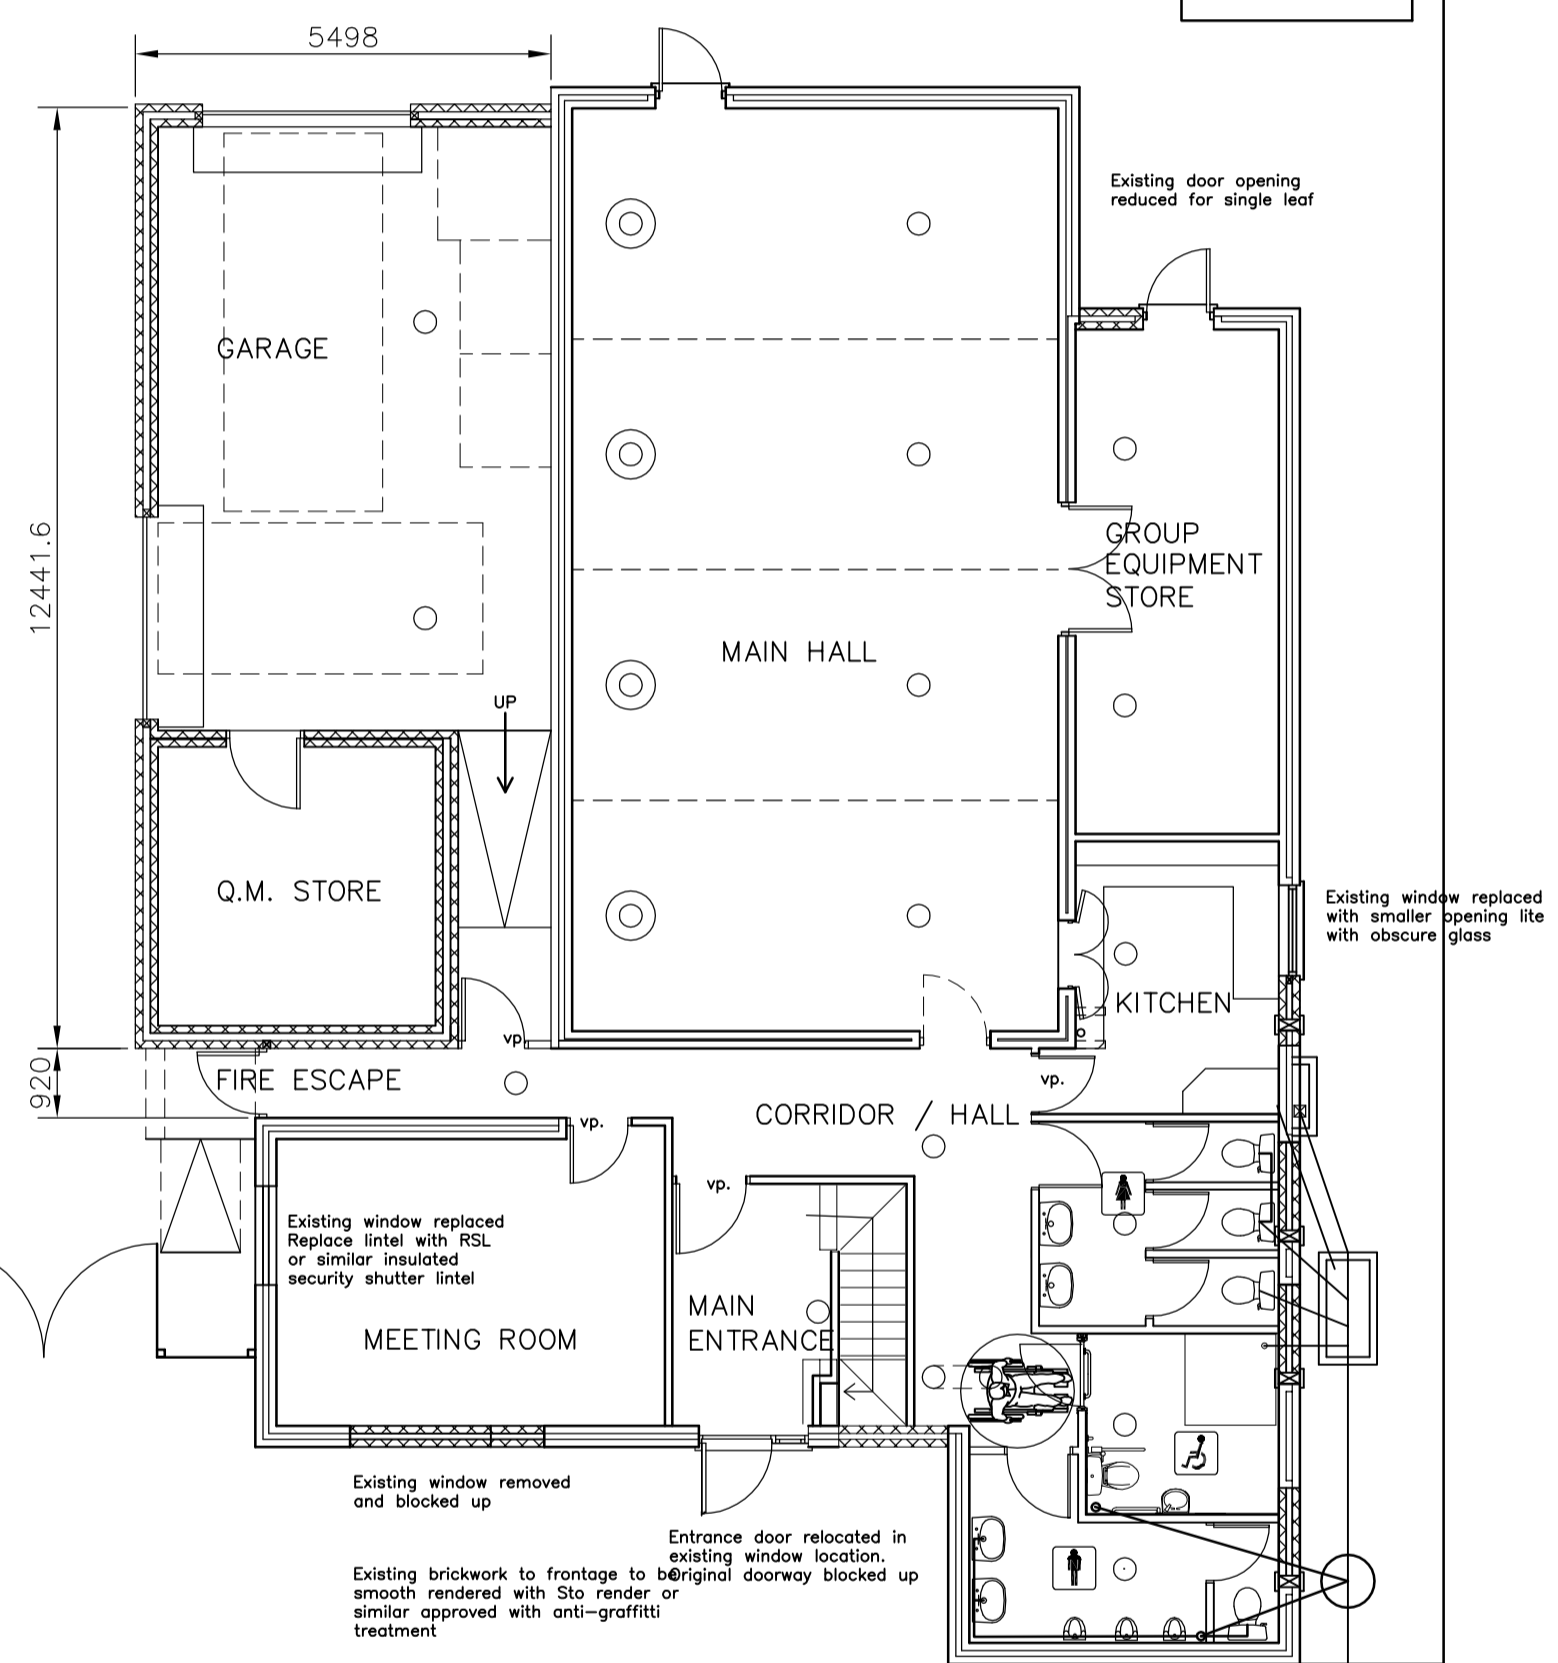 5498
Existing door opening
reduced for single leaf
GARAGE
12441.6
GROUP
EQUIPMENT
STORE
MAIN HALL
UP
Q.M. STORE
Existing window replaced
with smaller opening lite
with obscure glass
KITCHEN
vp.
920
FIRE ESCAPE
vp.
CORRIDOR / HALL
vp.
vp.
Existing window replaced
Replace lintel with RSL
or similar insulated
security shutter lintel
MAIN
ENTRANCE
MEETING ROOM
Existing window removed
and blocked up
Entrance door relocated in
existing window location.
Original doorway blocked up
Existing brickwork to frontage to be
smooth rendered with Sto render or
similar approved with anti-graffitti
treatment